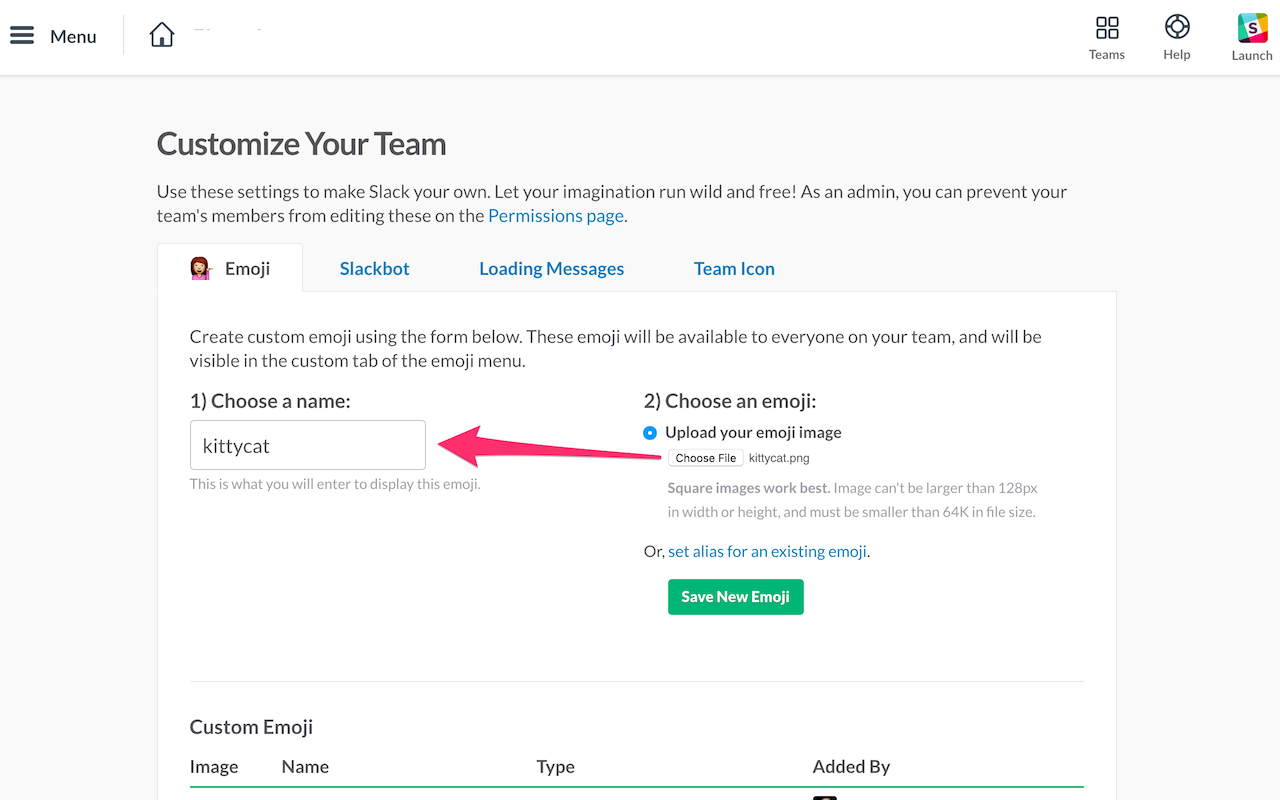 Menu
Teams
Help
S
Launch
Customize Your Team
Use these settings to make Slack your own. Let your imagination run wild and free! As an admin, you can prevent your
team's members from editing these on the Permissions page.
Emoji
Slackbot
Loading Messages
Team Icon
Create custom emoji using the form below. These emoji will be available to everyone on your team, and will be
visible in the custom tab of the emoji menu.
1) Choose a name:
kittycat
This is what you will enter to display this emoji.
2) Choose an emoji:
Upload your emoji image
Choose File kittycat.png
Square images work best. Image can't be larger than 128px
in width or height, and must be smaller than 64K in file size.
Or, set alias for an existing emoji.
Save New Emoji
Custom Emoji
Image Name Type Added By